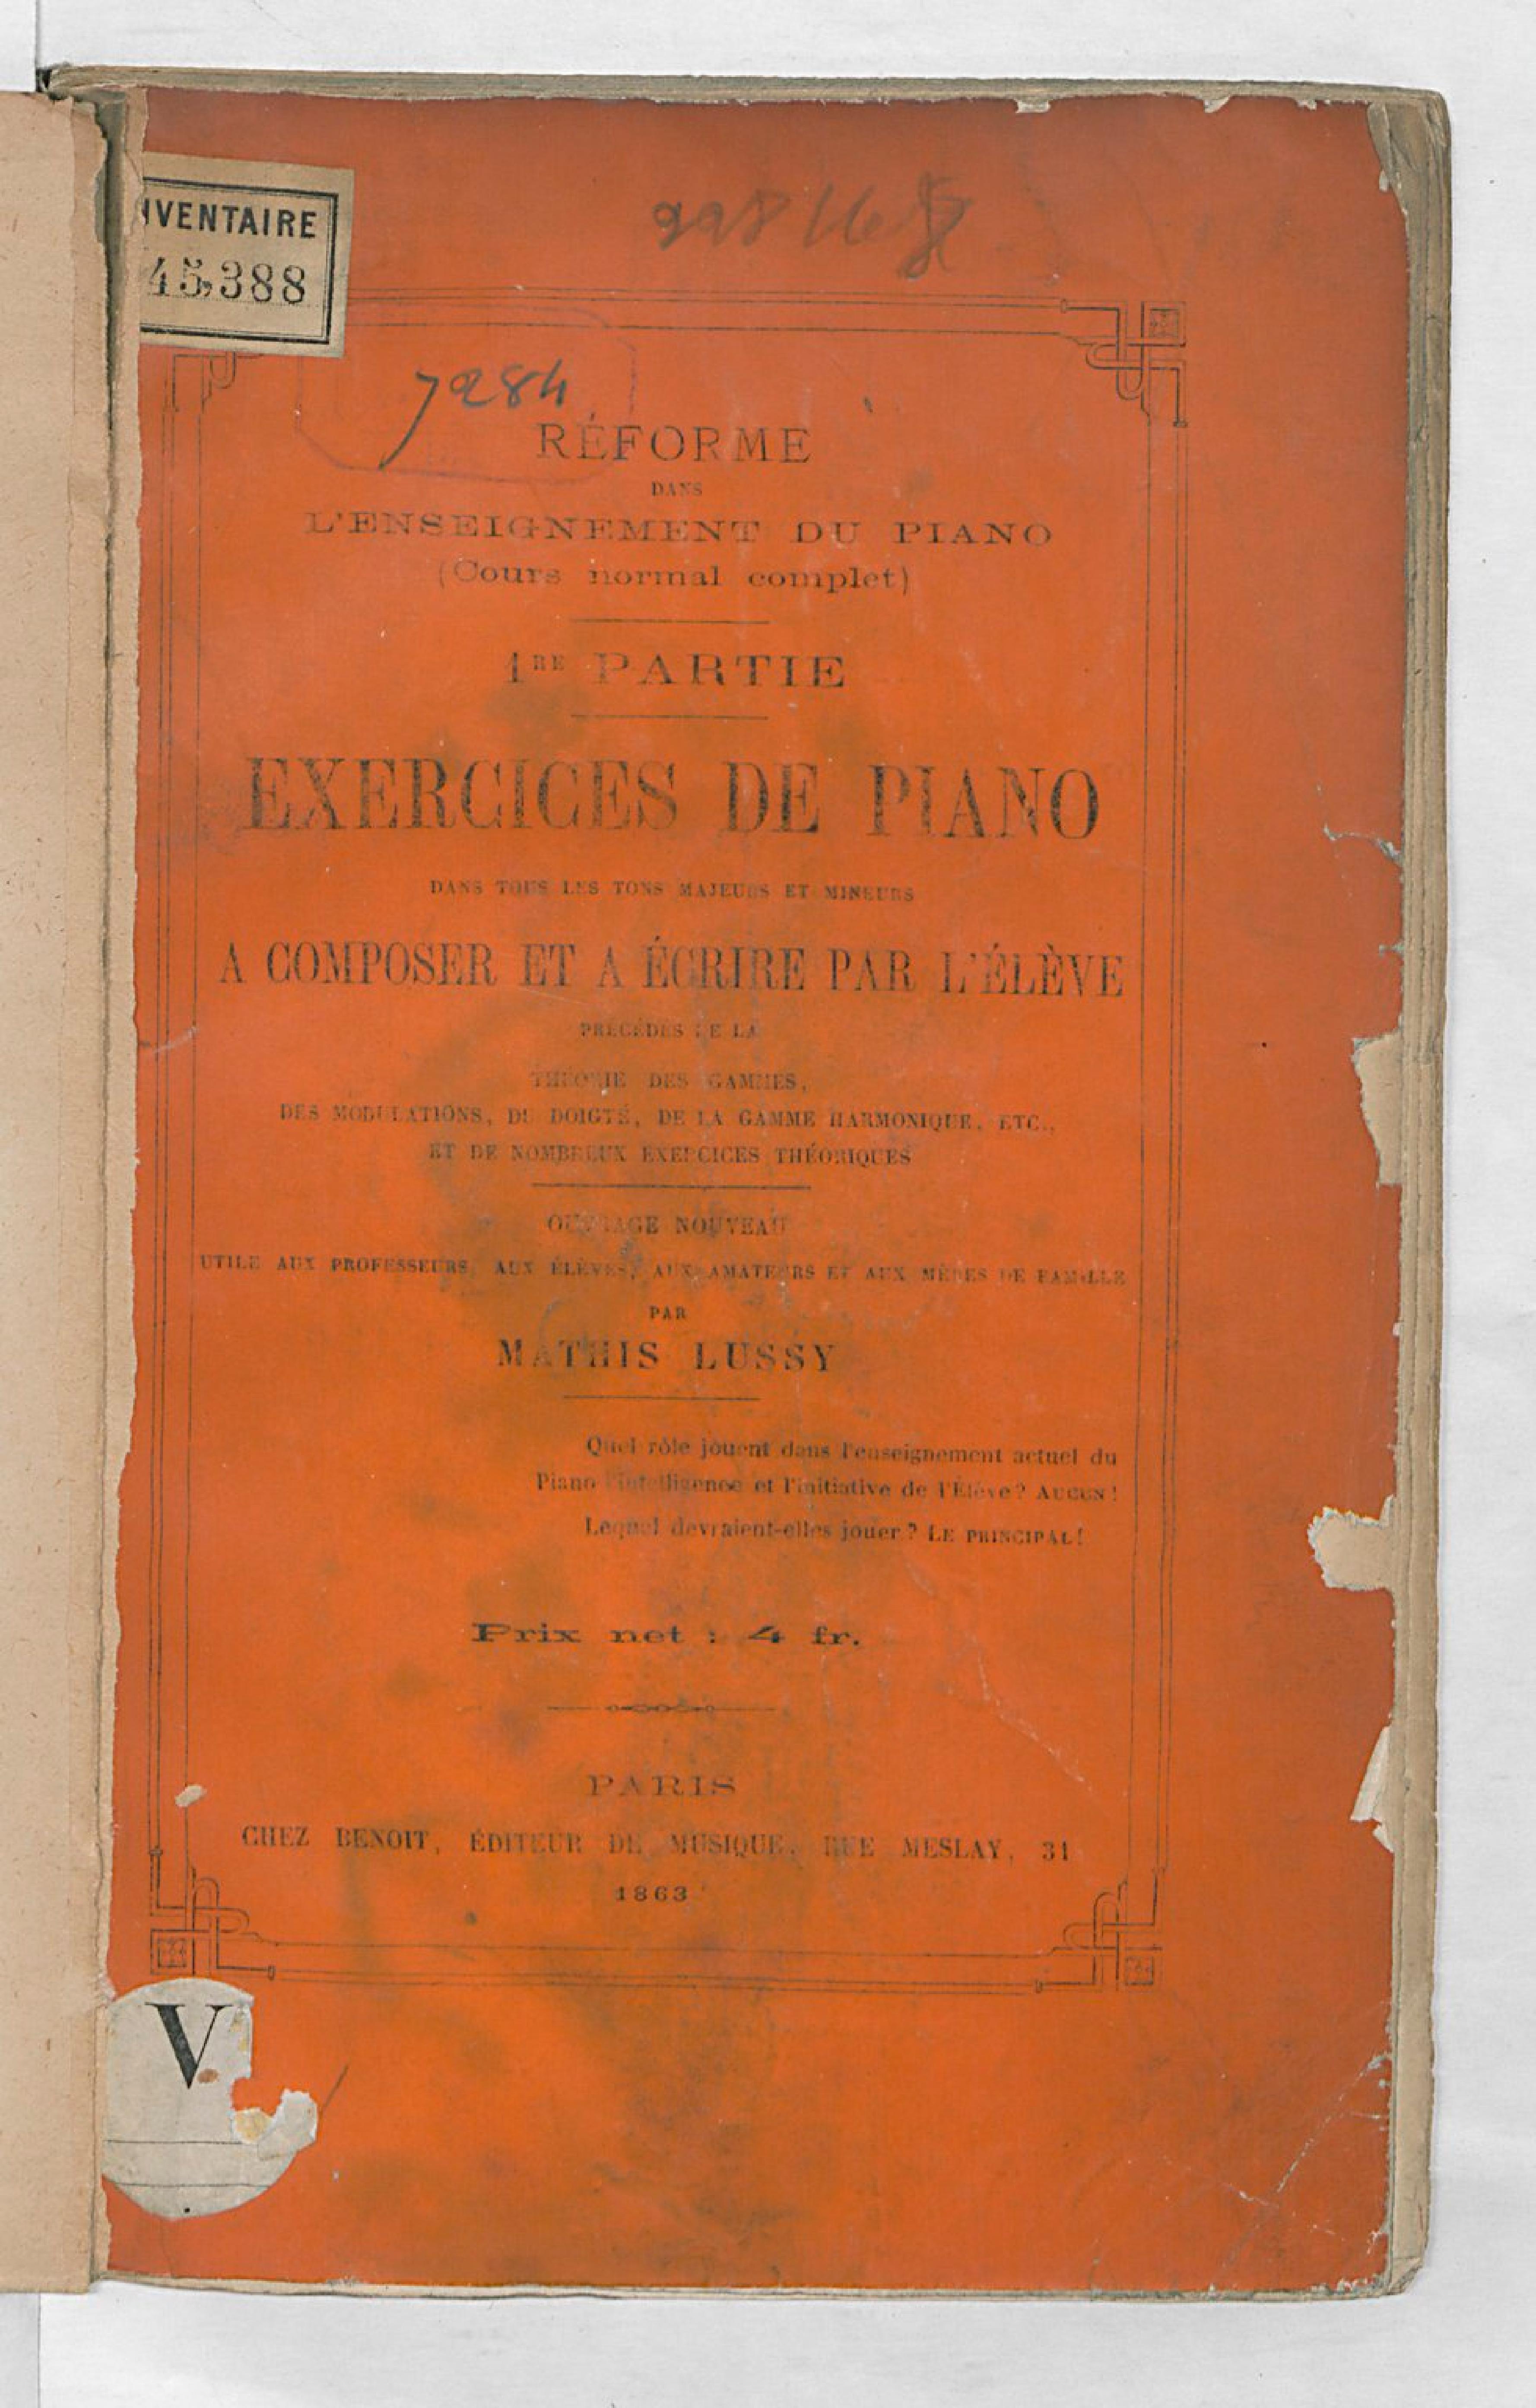 NVENTAIRE
45,388
7284
RÉFORME
DANS
L'ENSEIGNEMENT DU PIANO
(Cours normal complet)
1RE PARTIE
EXERCICES DE PIANO
DANS TOUS LES TONS MAJEURS ET MINEURS
A COMPOSER ET A ÉCRIRE PAR L'ÉLÈVE
PRÉCÉDÉS DE LA
THÉORIE DES GAMMES,
DES MODULATIONS, DU DOIGTÉ, DE LA GAMME HARMONIQUE, ETC.,
ET DE NOMBREUX EXERCICES THÉORIQUES
OUVRAGE NOUVEAU
UTILE AUX PROFESSEURS, AUX ÉLÈVES, AUX AMATEURS ET AUX MÈRES DE FAMILLE
PAR
MATHIS LUSSY
Quel rôle jouent dans l'enseignement actuel du
Piano l'intelligence et l'initiative de l'Élève? AUCUN!
Lequel devraient-elles jouer? LE PRINCIPAL!
Prix net : 4 fr.
PARIS
CHEZ BENOIT, ÉDITEUR DE MUSIQUE, RUE MESLAY, 31
1863
V